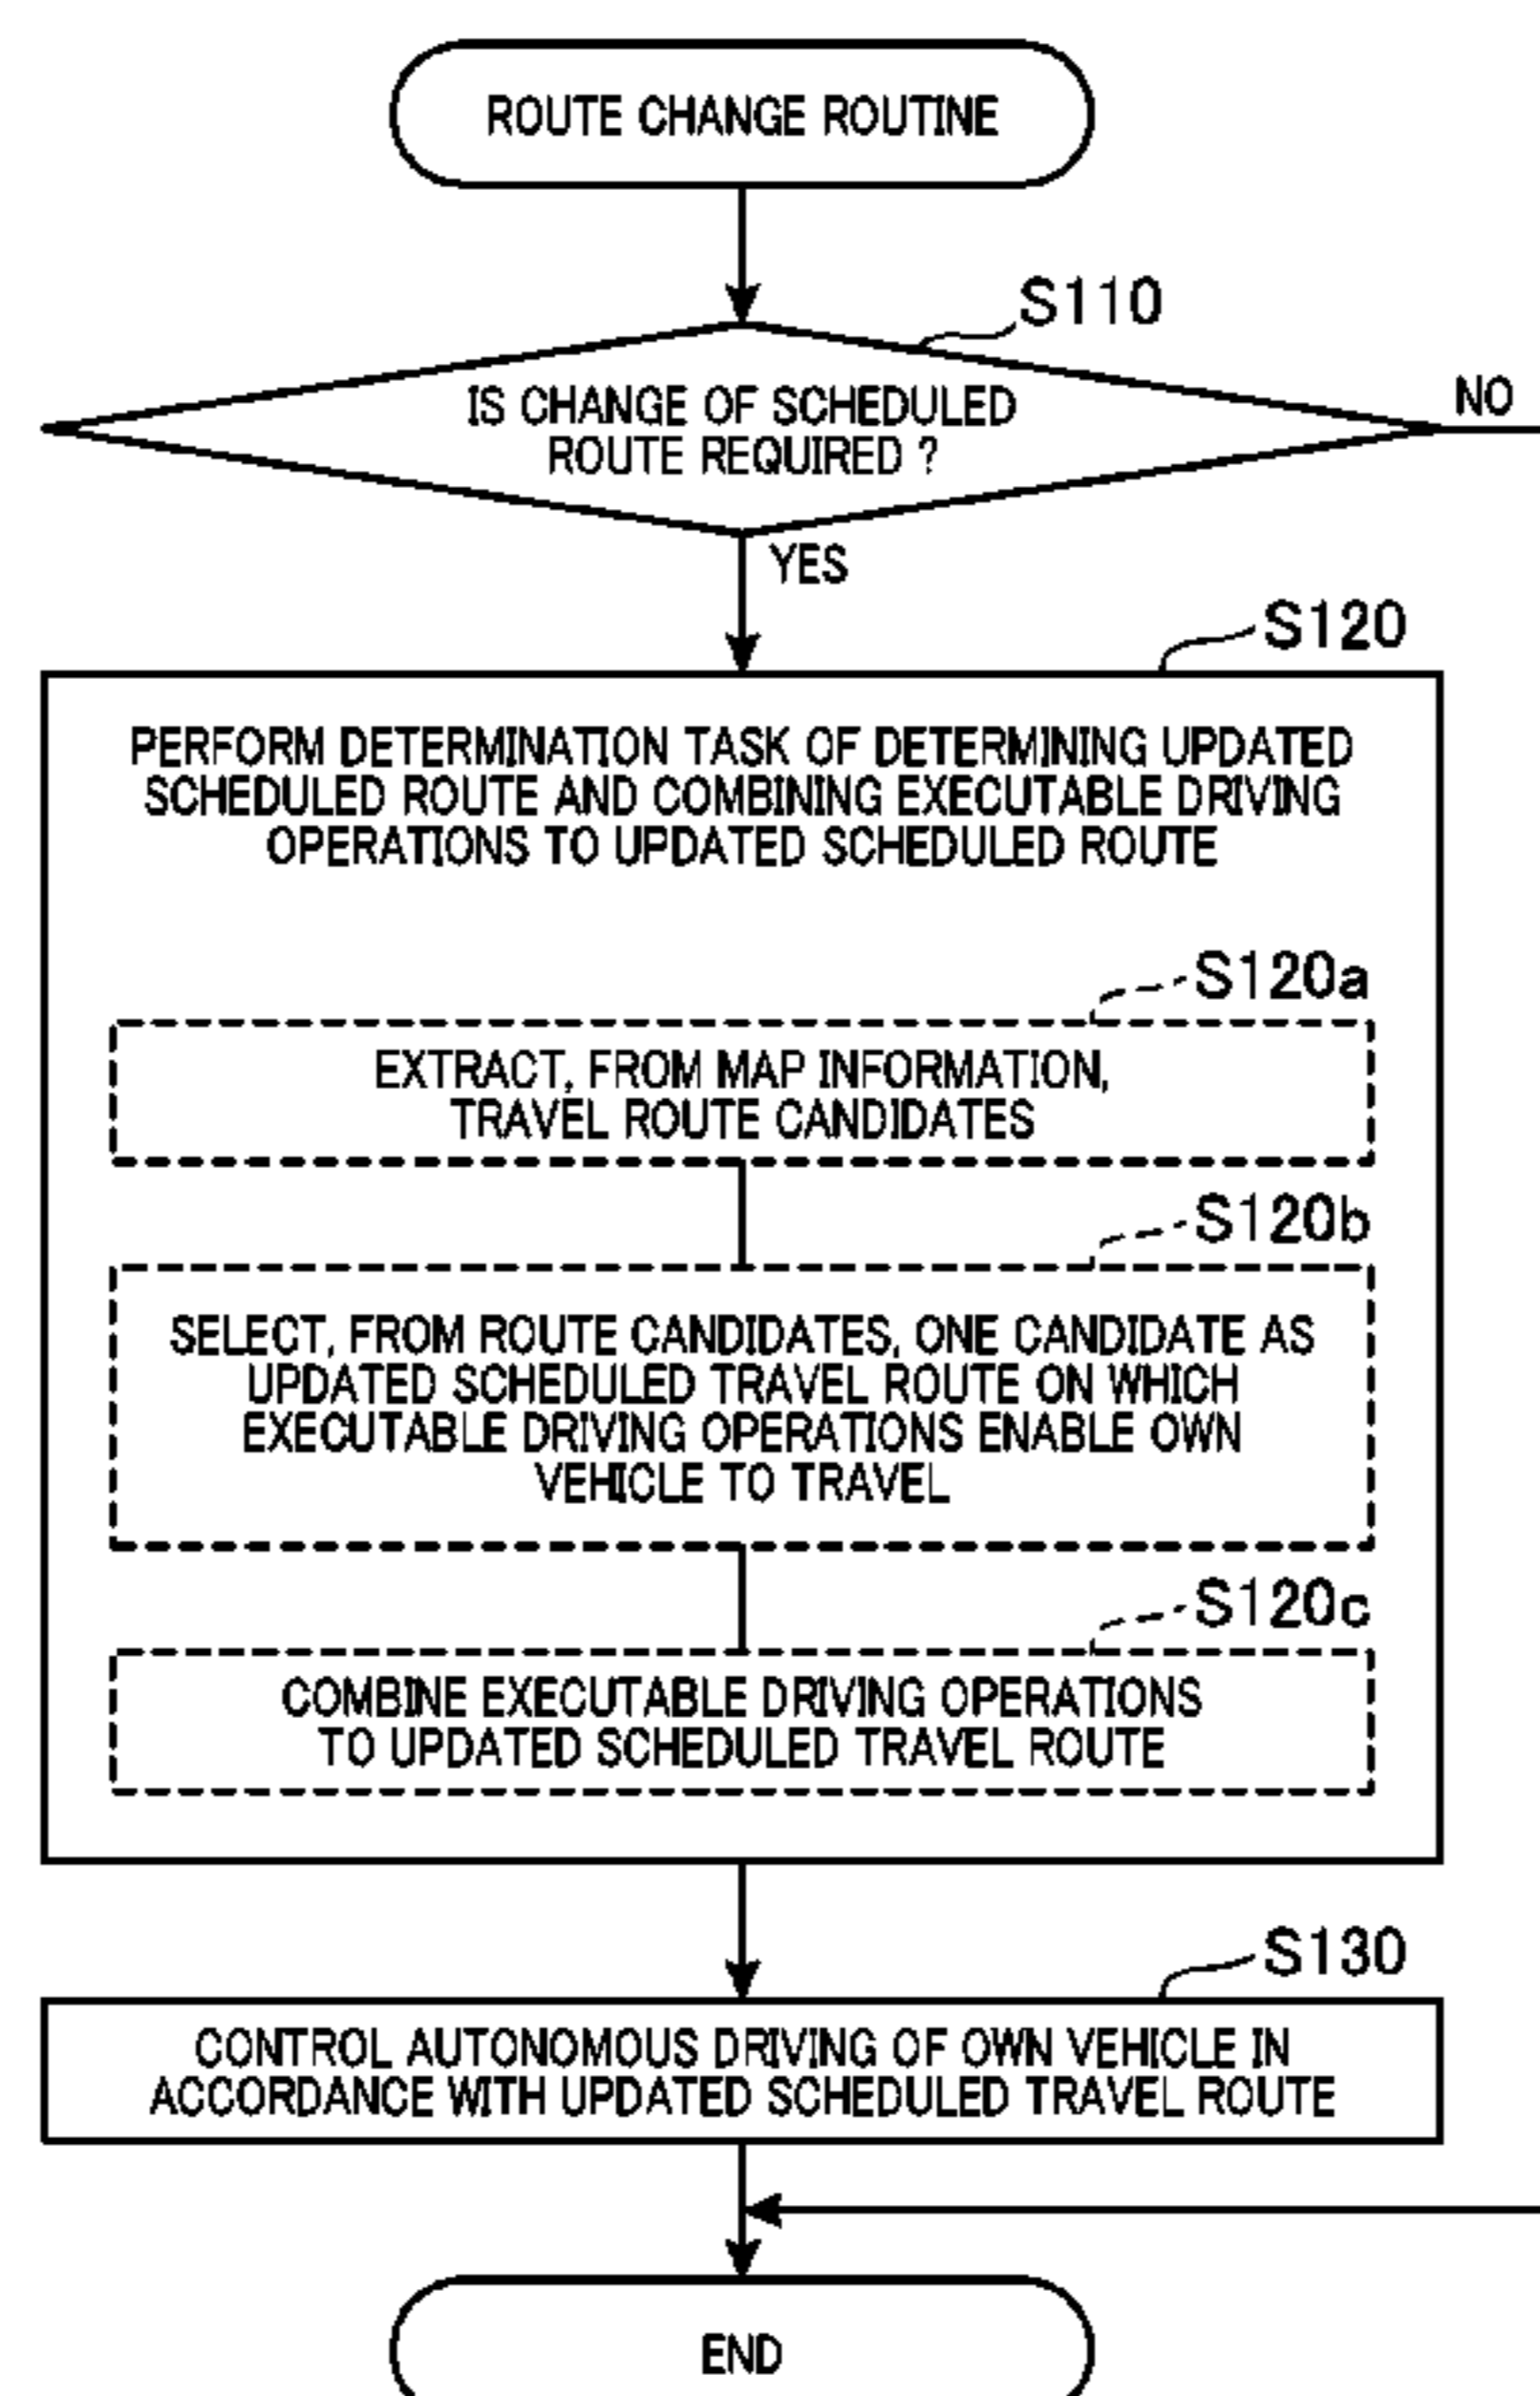 ROUTE CHANGE ROUTINE
S110
IS CHANGE OF SCHEDULED
ROUTE REQUIRED ?
NO
YES
S120
PERFORM DETERMINATION TASK OF DETERMINING UPDATED
SCHEDULED ROUTE AND COMBINING EXECUTABLE DRIVING
OPERATIONS TO UPDATED SCHEDULED ROUTE
S120a
EXTRACT, FROM MAP INFORMATION,
TRAVEL ROUTE CANDIDATES
S120b
SELECT, FROM ROUTE CANDIDATES, ONE CANDIDATE AS
UPDATED SCHEDULED TRAVEL ROUTE ON WHICH
EXECUTABLE DRIVING OPERATIONS ENABLE OWN
VEHICLE TO TRAVEL
S120c
COMBINE EXECUTABLE DRIVING OPERATIONS
TO UPDATED SCHEDULED TRAVEL ROUTE
S130
CONTROL AUTONOMOUS DRIVING OF OWN VEHICLE IN
ACCORDANCE WITH UPDATED SCHEDULED TRAVEL ROUTE
END